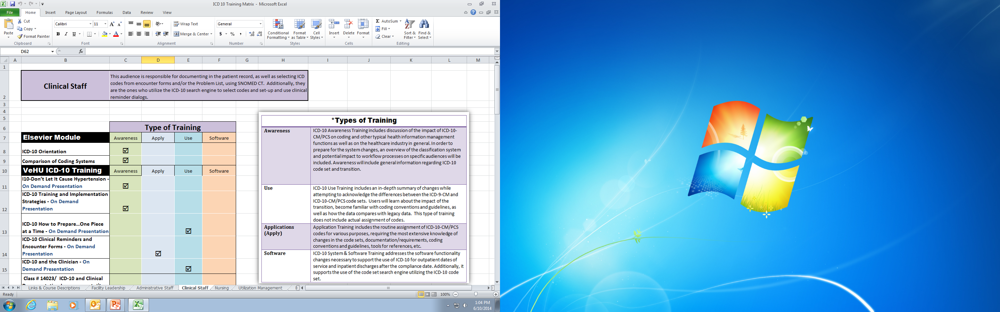 ICD 10 Training Matrix - Microsoft Excel
File Home Insert Page Layout Formulas Data Review View
Paste
Cut
Copy
Format Painter
Clipboard
Calibri 11
B I U
Font
Wrap Text
Merge & Center
Alignment
General
$ % ,
Number
Conditional Formatting
Format as Table
Cell Styles
Styles
Insert Delete Format
Cells
AutoSum
Fill
Clear
Sort & Filter
Find & Select
Editing
D62 fx
A B C D E F G H I J K L M
1
2
3
4
5
6
7
8
9
10
11
12
13
14
15
Clinical Staff
This audience is responsible for documenting in the patient record, as well as selecting ICD
codes from encounter forms and/or the Problem List, using SNOMED CT. Additionally, they
are the ones who utilize the ICD-10 search engine to select codes and set-up and use clinical
reminder dialogs.
Type of Training
Elsevier Module Awareness Apply Use Software
ICD-10 Orientation
Comparison of Coding Systems
VeHU ICD-10 Training Awareness Apply Use Software
I10-Don’t Let It Cause Hypertension -
On Demand Presentation
ICD-10 Training and Implementation
Strategies - On Demand
Presentation
ICD-10 How to Prepare…One Piece
at a Time - On Demand Presentation
ICD-10 Clinical Reminders and
Encounter Forms - On Demand
Presentation
ICD-10 and the Clinician - On
Demand Presentation
Class # 14023/ ICD-10 and Clinical
*Types of Training
Awareness
ICD-10 Awareness Training includes discussion of the impact of ICD-10-
CM/PCS on coding and other typical health information management
functions as well as on the healthcare industry in general. In order to
prepare for the system changes, an overview of the classification system
and potential impact to workflow processes on specific audiences will be
included. Awareness will include general information regarding ICD-10
code set and transition.
Use
ICD-10 Use Training includes an in-depth summary of changes while
attempting to acknowledge the differences between the ICD-9-CM and
ICD-10-CM/PCS code sets. Users will learn about the impact of the
transition, become familiar with coding conventions and guidelines, as
well as how the data compares with legacy data. This type of training
does not include actual assignment of codes.
Applications
(Apply)
Application Training includes the routine assignment of ICD-10-CM/PCS
codes for various purposes, requiring the most extensive knowledge of
changes in the code sets, documentation/requirements, coding
conventions and guidelines, tools for references, etc.
Software
ICD-10 System & Software Training addresses the software functionality
changes necessary to support the use of ICD-10 for outpatient dates of
service and inpatient discharges after the compliance date. Additionally, it
supports the use of the code set search engine utilizing the ICD-10 code
set.
Links & Course Descriptions Facility Leadership Administrative Staff Clinical Staff Nursing Utilization Management
Ready 100%
1:04 PM
6/10/2014